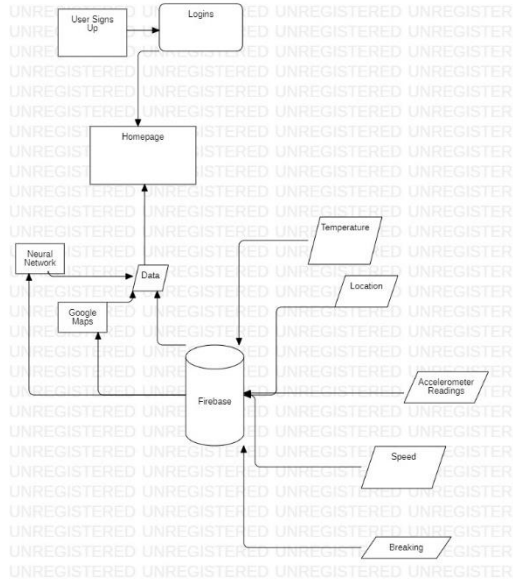 User Signs
Up
Logins
Homepage
Temperature
Neural
Network
Data
Location
Google
Maps
Accelerometer
Readings
Firebase
Speed
Breaking
UNREGISTERED